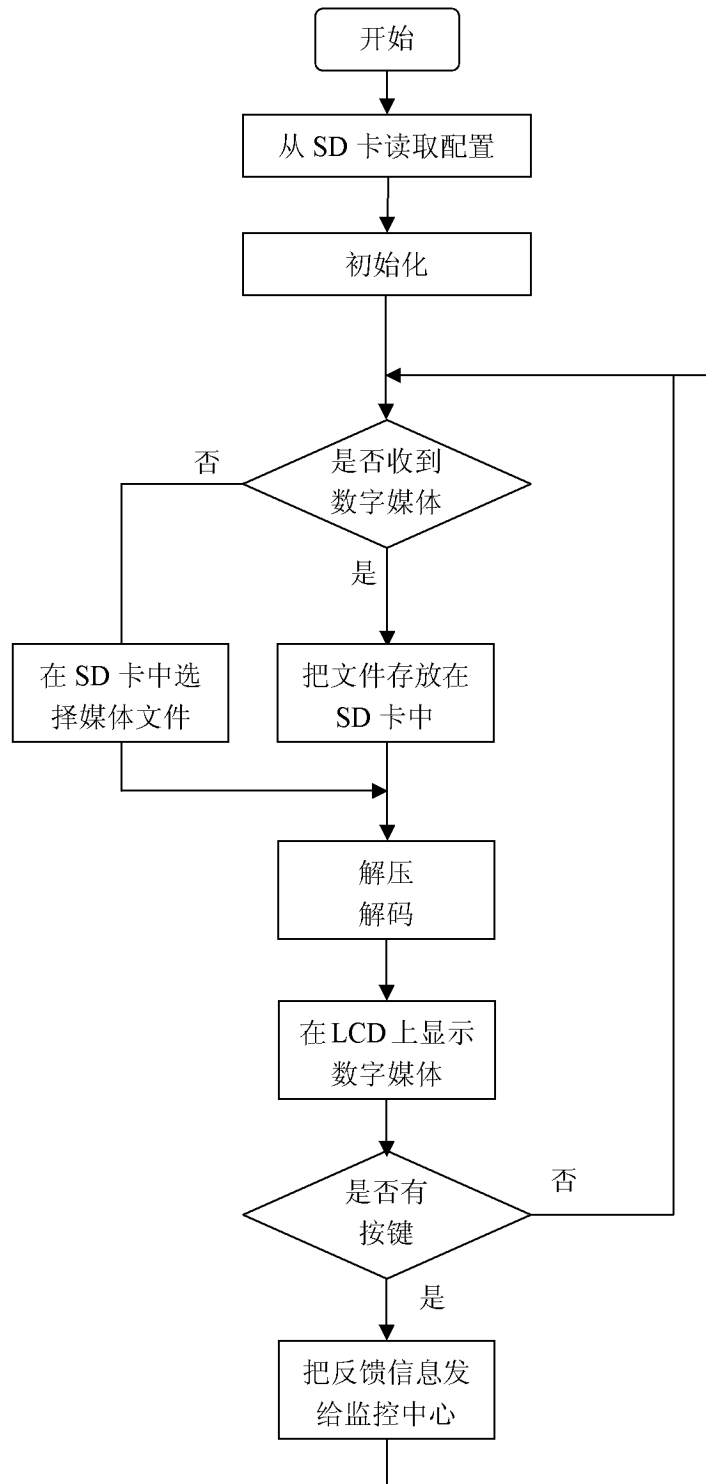 开始
从 SD 卡读取配置
初始化
是否收到
数字媒体
否
是
在 SD 卡中选
择媒体文件
把文件存放在
SD 卡中
解压
解码
在 LCD 上显示
数字媒体
是否有
按键
否
是
把反馈信息发
给监控中心